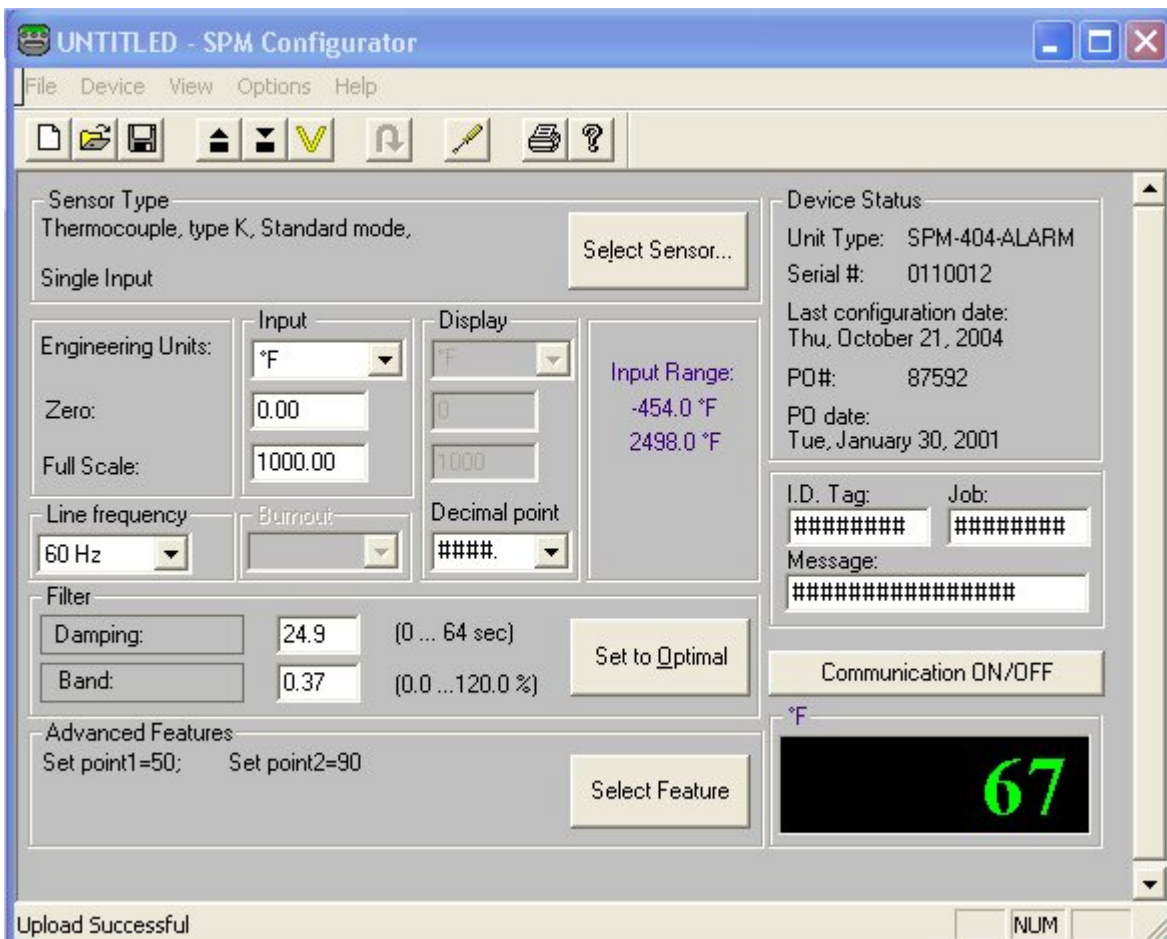 UNTITLED - SPM Configurator
File Device View Options Help
Sensor Type
Thermocouple, type K, Standard mode,
Single Input
Select Sensor...
Engineering Units:
Zero:
Full Scale:
Input
°F
0.00
1000.00
Display
°F
0
1000
Input Range:
-454.0 °F
2498.0 °F
Line frequency
60 Hz
Burnout
Decimal point
####.
Filter
Damping: 24.9 (0 ... 64 sec)
Band: 0.37 (0.0 ...120.0 %)
Set to Optimal
Advanced Features
Set point1=50; Set point2=90
Select Feature
Device Status
Unit Type: SPM-404-ALARM
Serial #: 0110012
Last configuration date:
Thu, October 21, 2004
PO#: 87592
PO date:
Tue, January 30, 2001
I.D. Tag: Job:
######## ########
Message:
################
Communication ON/OFF
°F
67
Upload Successful
NUM